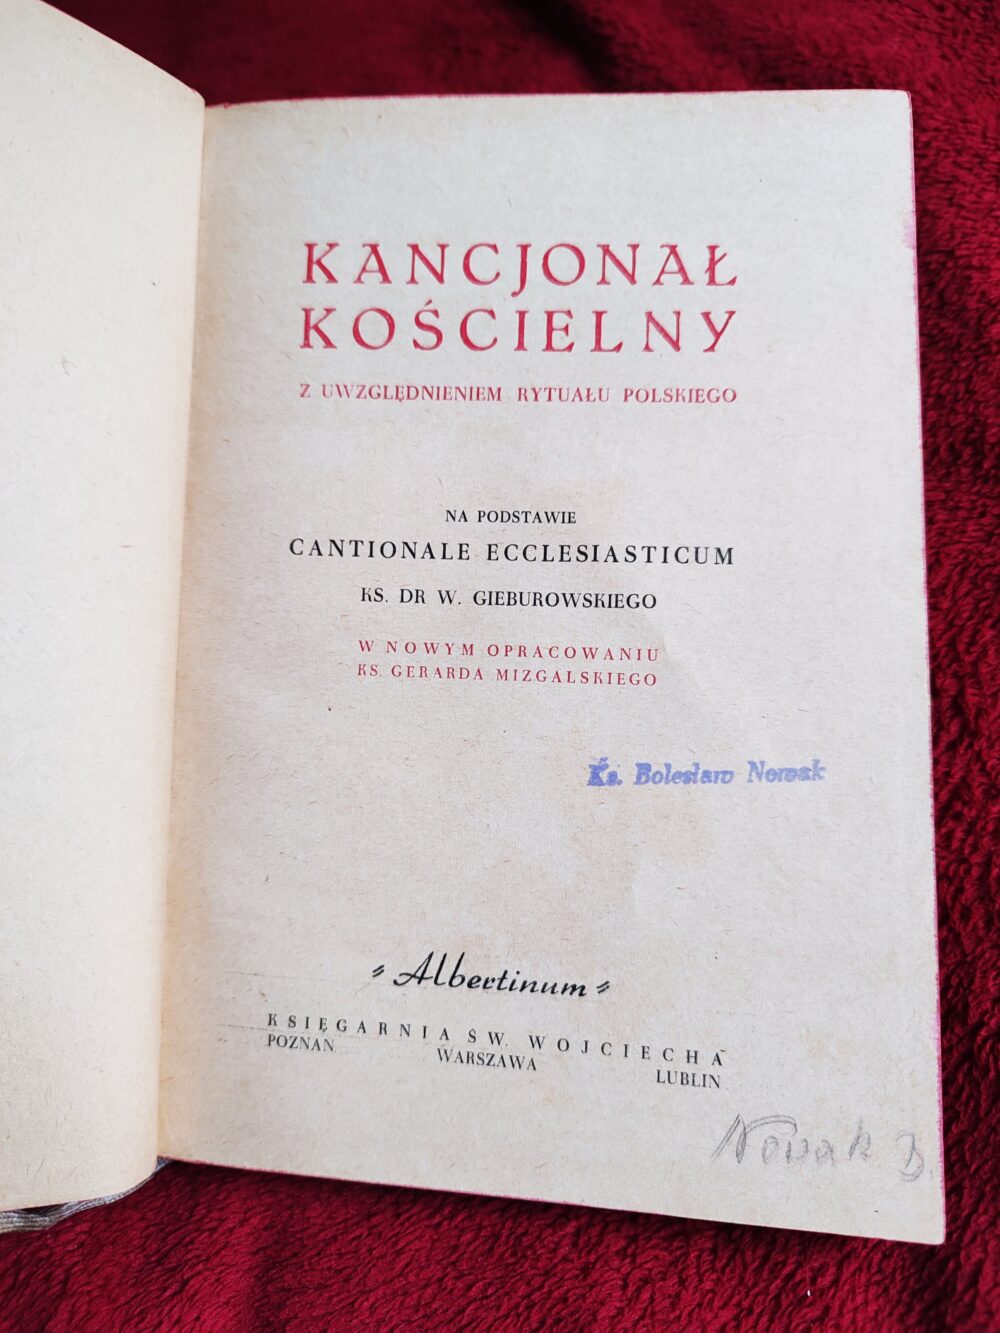 KANCJONAŁ
KOŚCIELNY
Z UWZGLĘDNIENIEM RYTUAŁU POLSKIEGO
NA PODSTAWIE
CANTIONALE ECCLESIASTICUM
KS. DR W. GIEBUROWSKIEGO
W NOWYM OPRACOWANIU
KS. GERARDA MIZGALSKIEGO
Ks. Bolesław Nowak
"Albertinum"
KSIĘGARNIA ŚW. WOJCIECHA
POZNAŃ WARSZAWA LUBLIN
Nowak B.